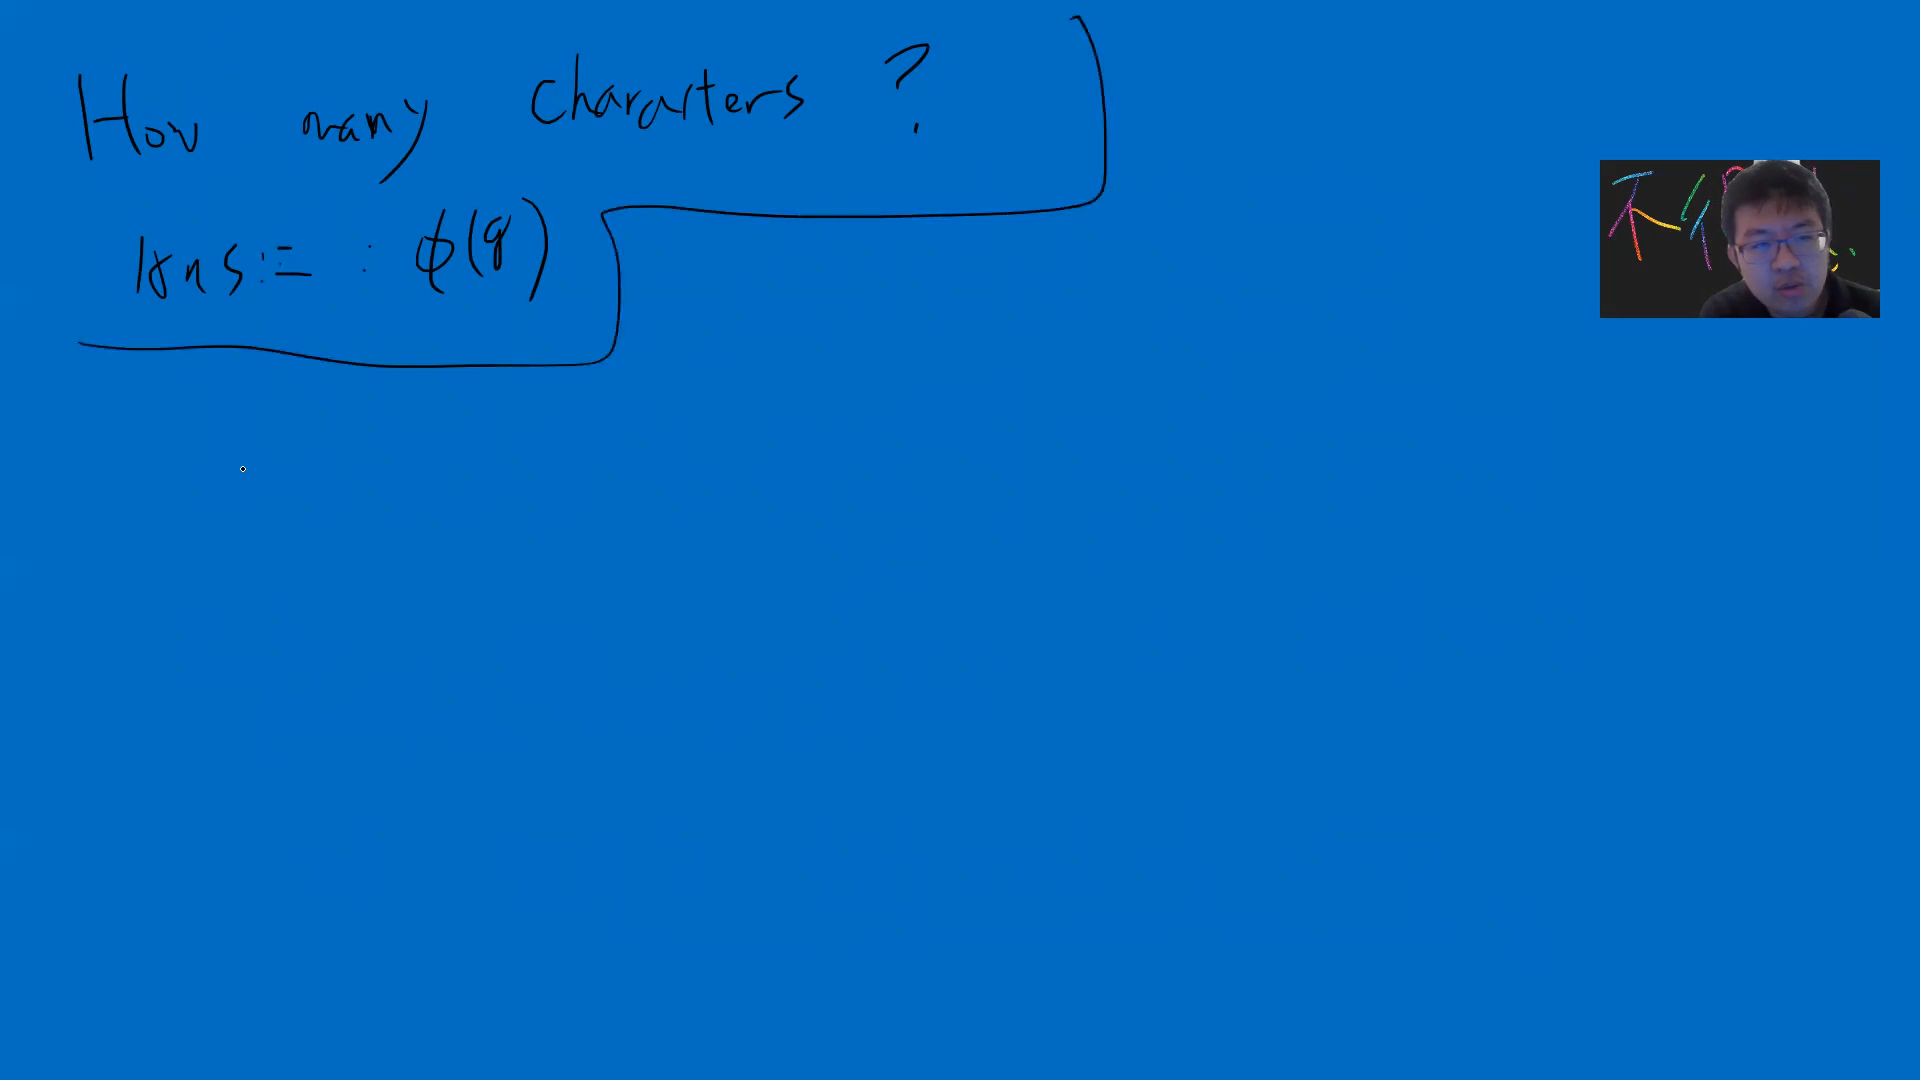 How many characters ?
Ans := : φ(q)